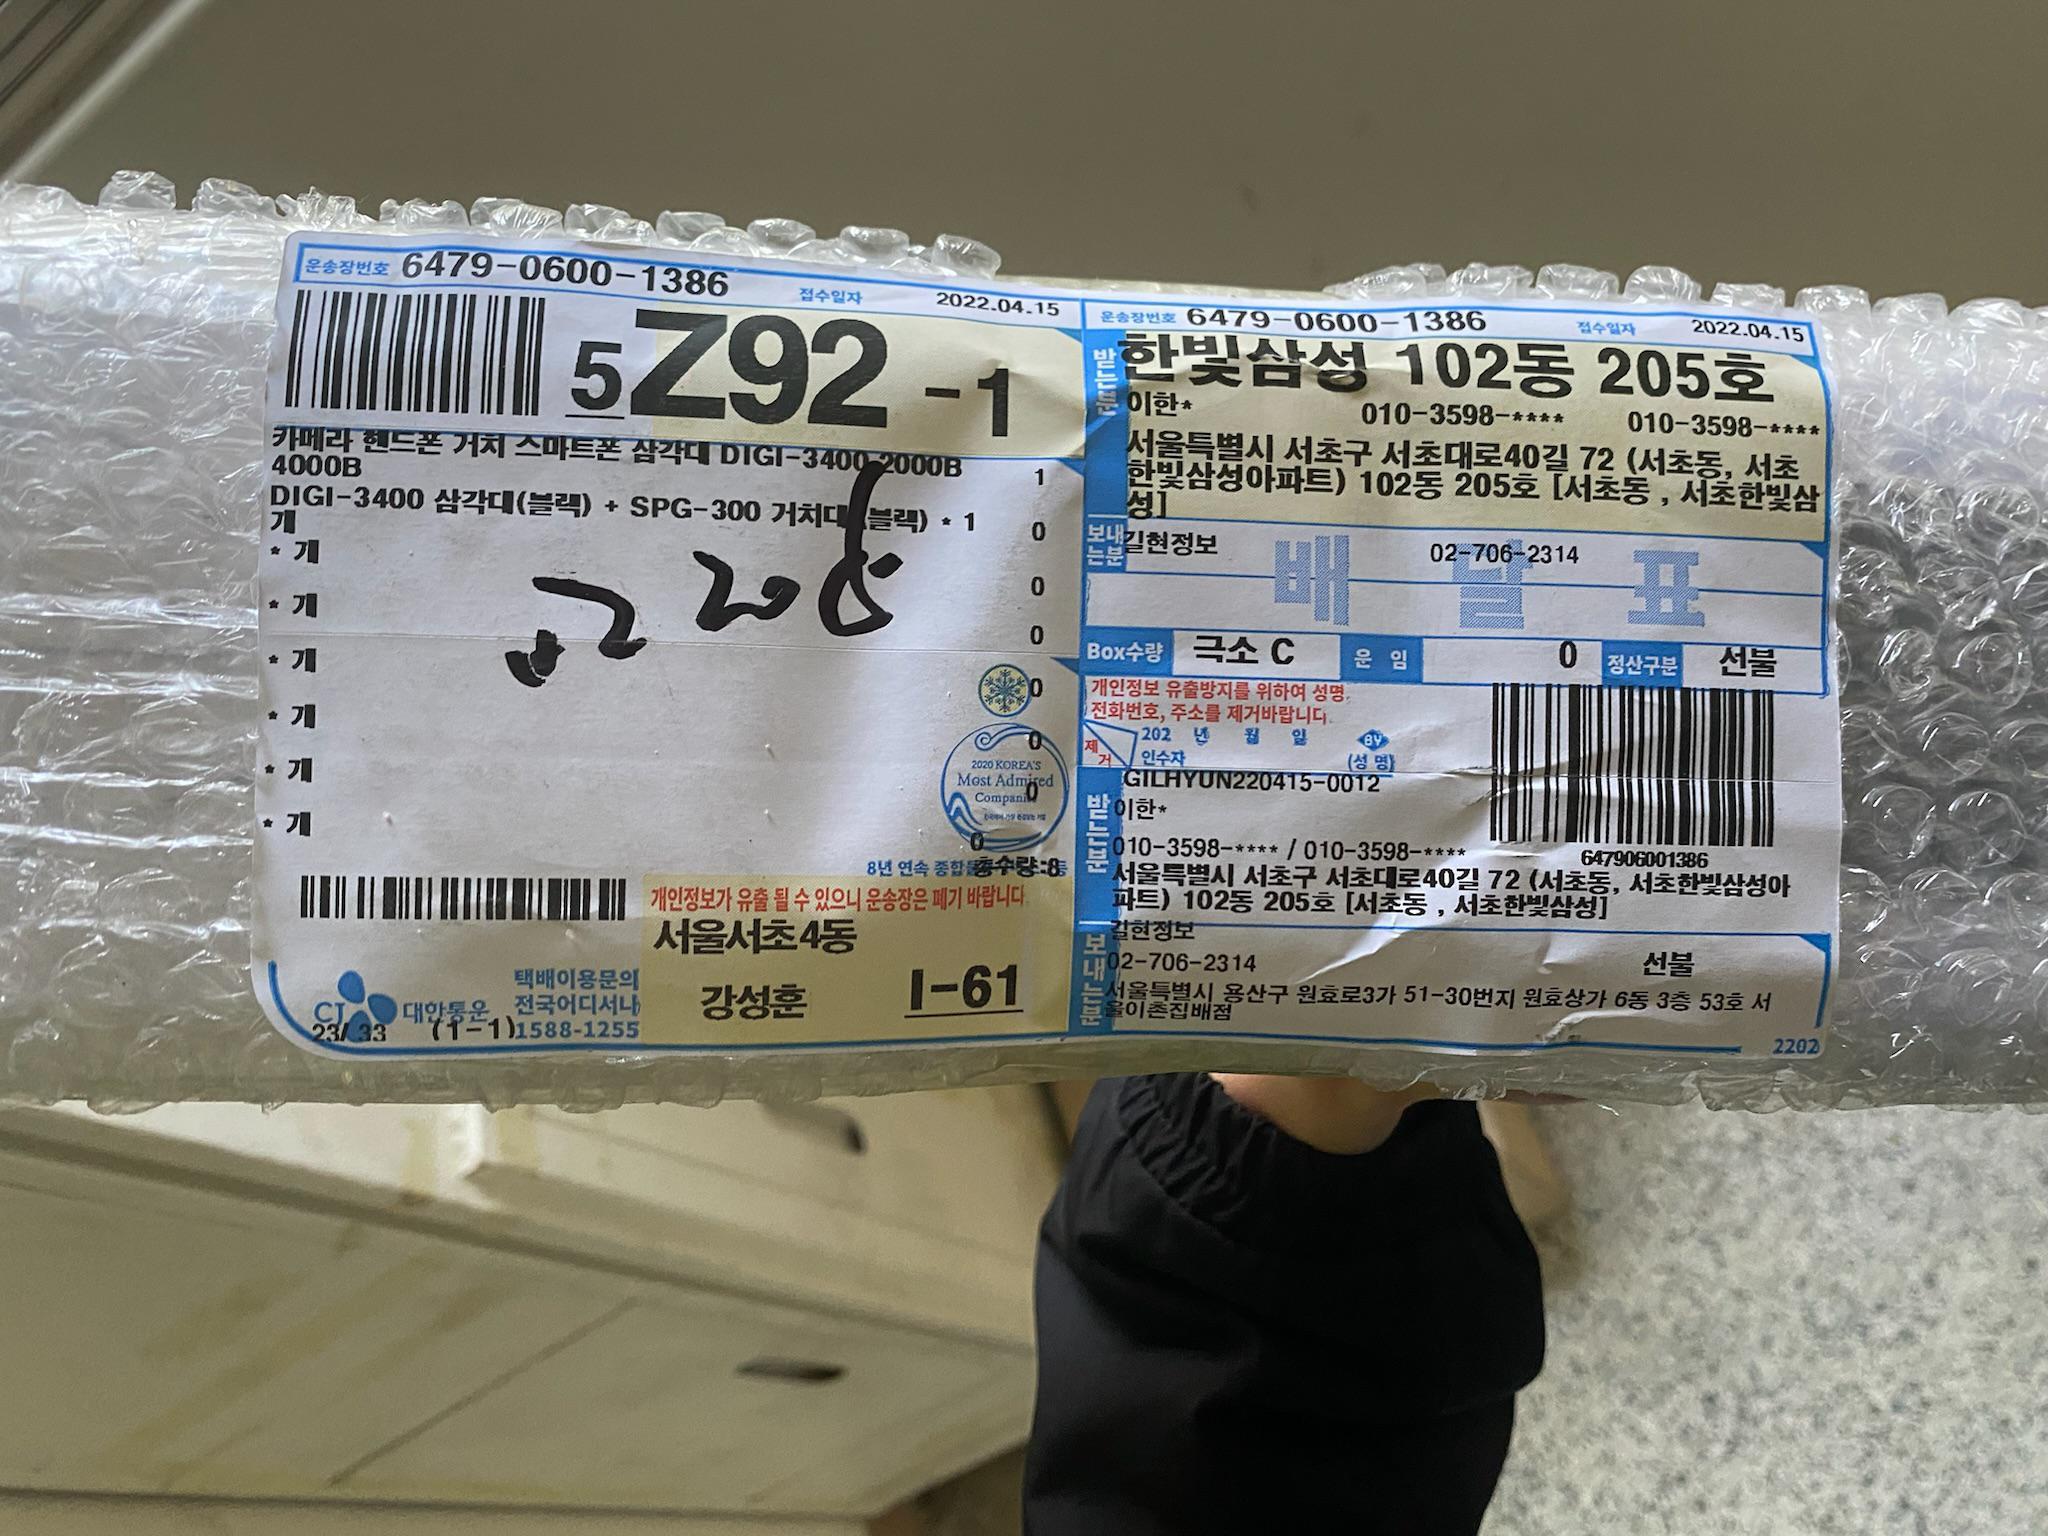 운송장번호 6479-0600-1386 접수일자 2022.04.15
5 Z92 -1
카메라 핸드폰 거치 스마트폰 삼각대 DIGI-3400 2000B
4000B 1
DIGI-3400 삼각대(블랙) + SPG-300 거치대(블랙) * 1
개 0
* 개 0
* 개 0
* 개 0
* 개 0
* 개 0
* 개 0
205
2020 KOREA'S
Most Admired
Companies
8년 연속 종합물
총수량:8
개인정보가 유출 될 수 있으니 운송장은 폐기 바랍니다
서울서초4동
강성훈 I-61
CJ 대한통운
택배이용문의
전국어디서나
1588-1255
23/ 33 (1-1)
운송장번호 6479-0600-1386 접수일자 2022.04.15
받는분
한빛삼성 102동 205호
이한* 010-3598-**** 010-3598-****
서울특별시 서초구 서초대로40길 72 (서초동, 서초
한빛삼성아파트) 102동 205호 [서초동 , 서초한빛삼
성]
보내는분
길현정보 02-706-2314
배달표
Box수량 극소 C 운 임 0 정산구분 선불
개인정보 유출방지를 위하여 성명,
전화번호, 주소를 제거바랍니다.
제거
202 년 월 일 BY
인수자 (성 명)
GILHYUN220415-0012
받는분
이한*
010-3598-**** / 010-3598-****
647906001386
서울특별시 서초구 서초대로40길 72 (서초동, 서초한빛삼성아
파트) 102동 205호 [서초동 , 서초한빛삼성]
보내는분
길현정보
02-706-2314 선불
서울특별시 용산구 원효로3가 51-30번지 원효상가 6동 3층 53호 서
울이촌집배점
2202